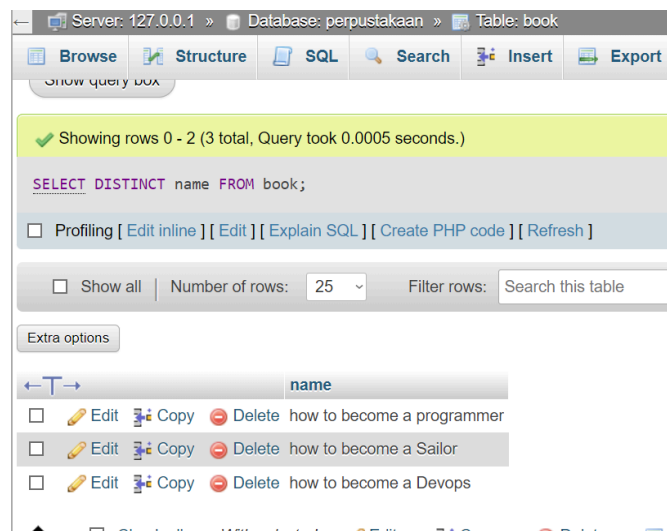 Server: 127.0.0.1 » Database: perpustakaan » Table: book
Browse Structure SQL Search Insert Export
Show query box
Showing rows 0 - 2 (3 total, Query took 0.0005 seconds.)
SELECT DISTINCT name FROM book;
Profiling [ Edit inline ] [ Edit ] [ Explain SQL ] [ Create PHP code ] [ Refresh ]
Show all Number of rows: 25 Filter rows: Search this table
Extra options
←T→ name
Edit Copy Delete how to become a programmer
Edit Copy Delete how to become a Sailor
Edit Copy Delete how to become a Devops